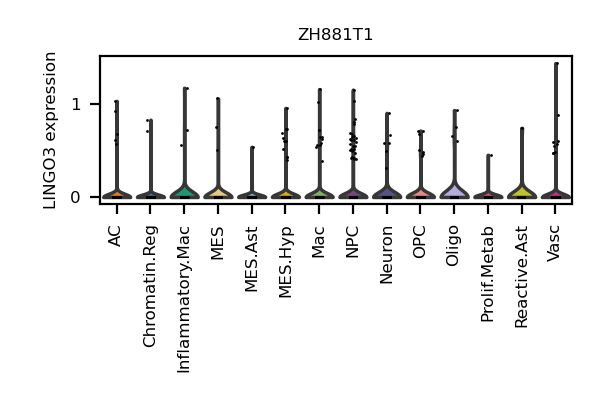 ZH881T1
LINGO3 expression
1
0
AC
Chromatin.Reg
Inflammatory.Mac
MES
MES.Ast
MES.Hyp
Mac
NPC
Neuron
OPC
Oligo
Prolif.Metab
Reactive.Ast
Vasc